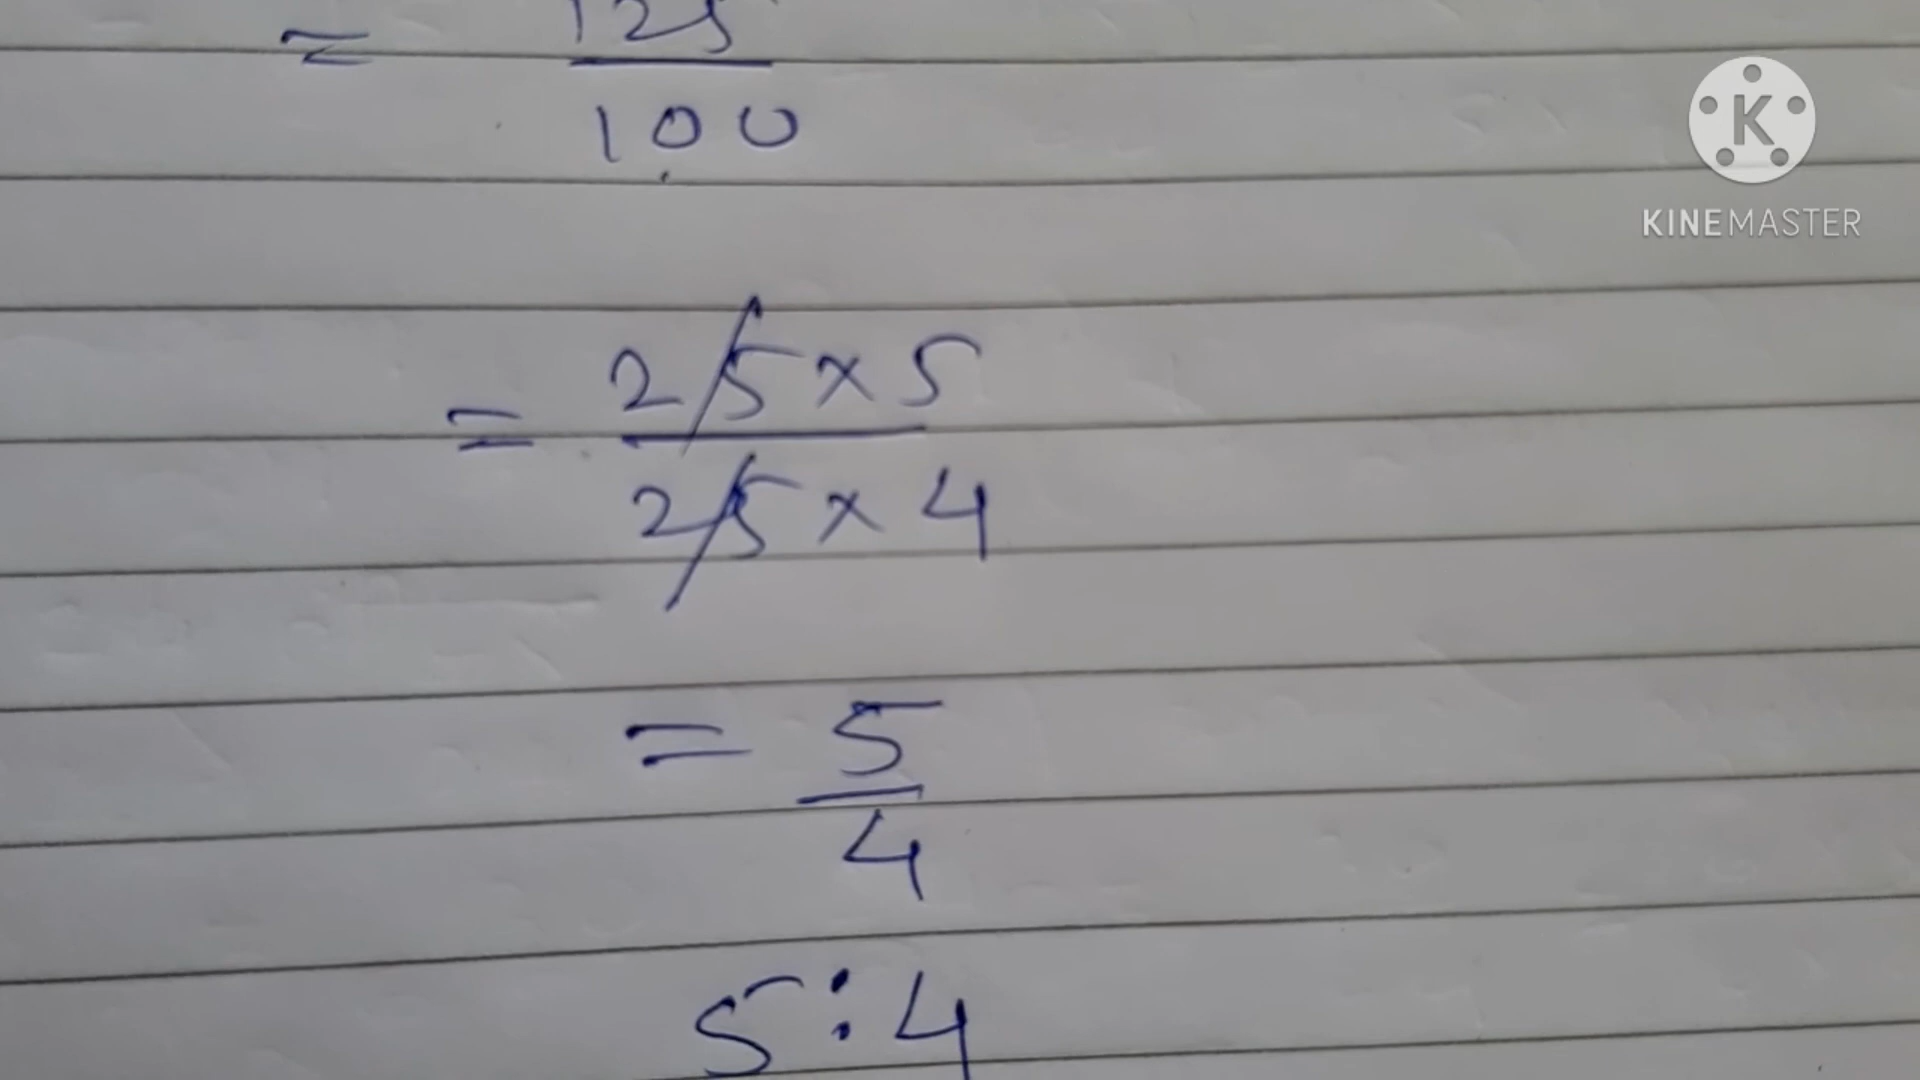 = 125
100
K
KINEMASTER
= 25 × 5
25 × 4
= 5
4
5 : 4